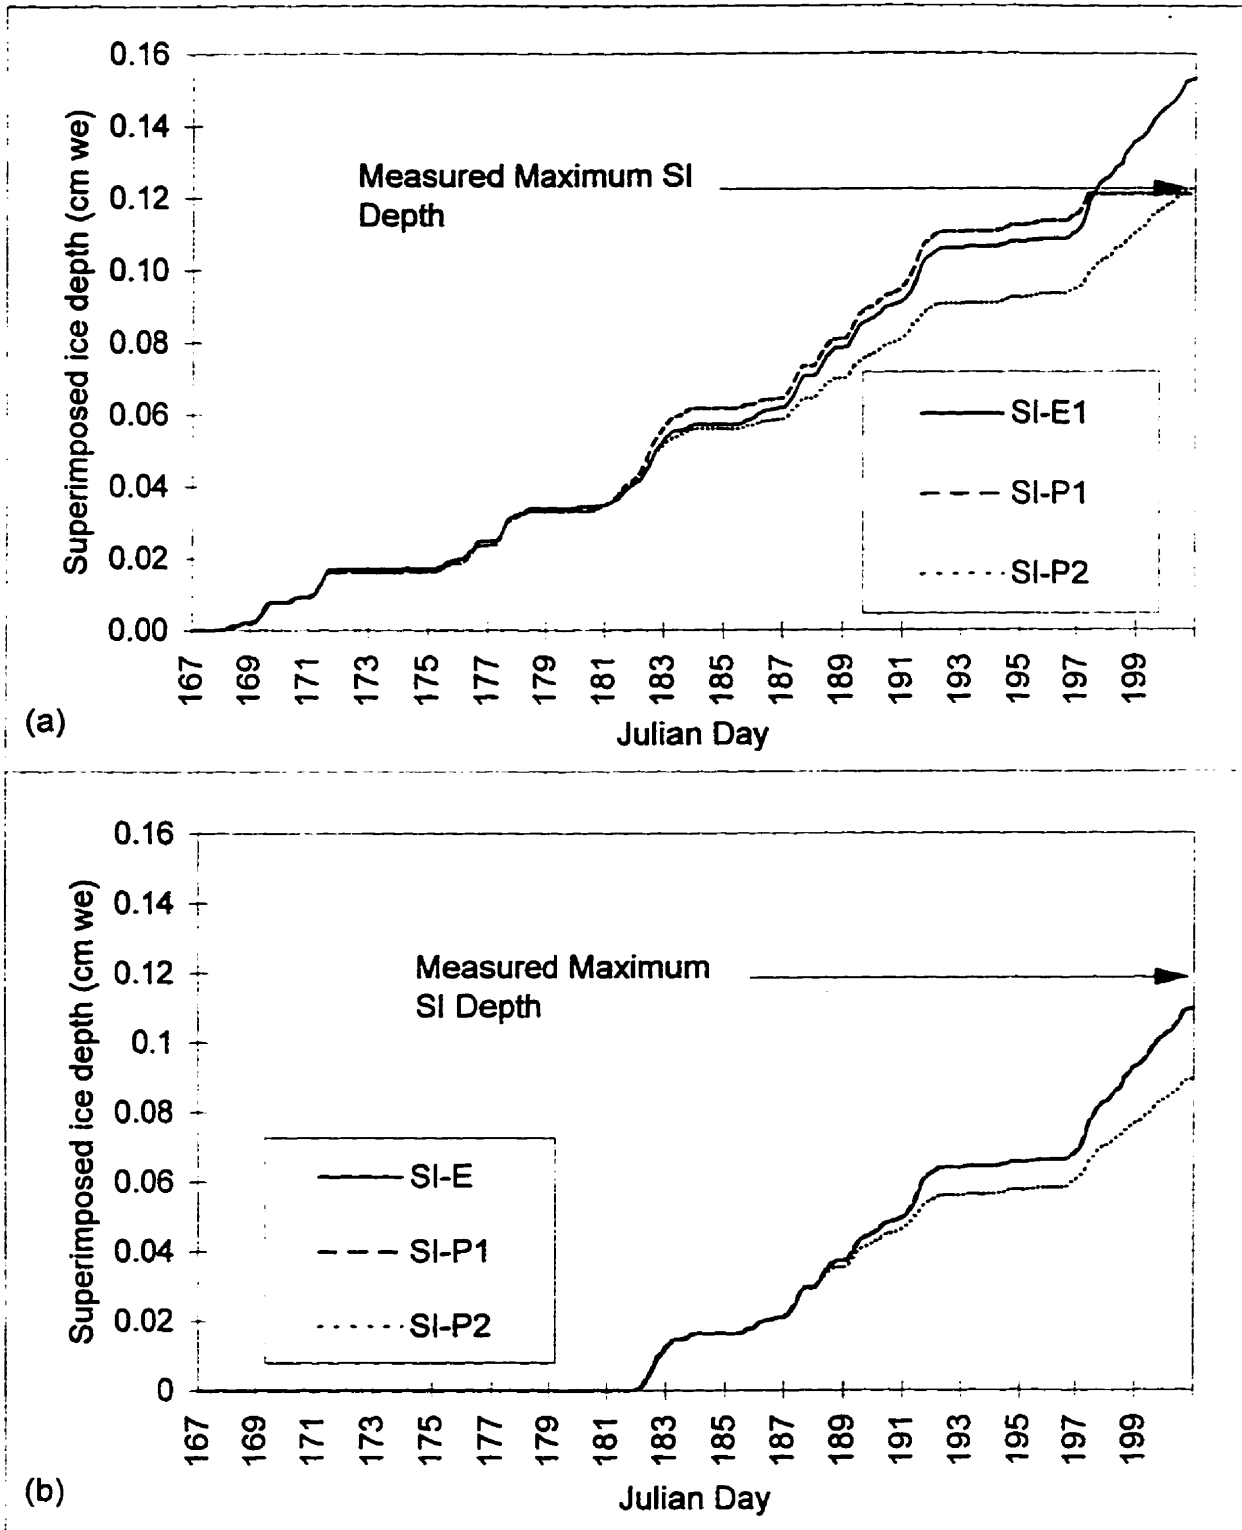 0.16
0.14
0.12
0.10
0.08
0.06
0.04
0.02
0.00
Superimposed ice depth (cm we)
Measured Maximum SI
Depth
SI-E1
SI-P1
SI-P2
167 169 171 173 175 177 179 181 183 185 187 189 191 193 195 197 199
Julian Day
(a)
0.16
0.14
0.12
0.1
0.08
0.06
0.04
0.02
0
Superimposed ice depth (cm we)
Measured Maximum
SI Depth
SI-E
SI-P1
SI-P2
167 169 171 173 175 177 179 181 183 185 187 189 191 193 195 197 199
Julian Day
(b)